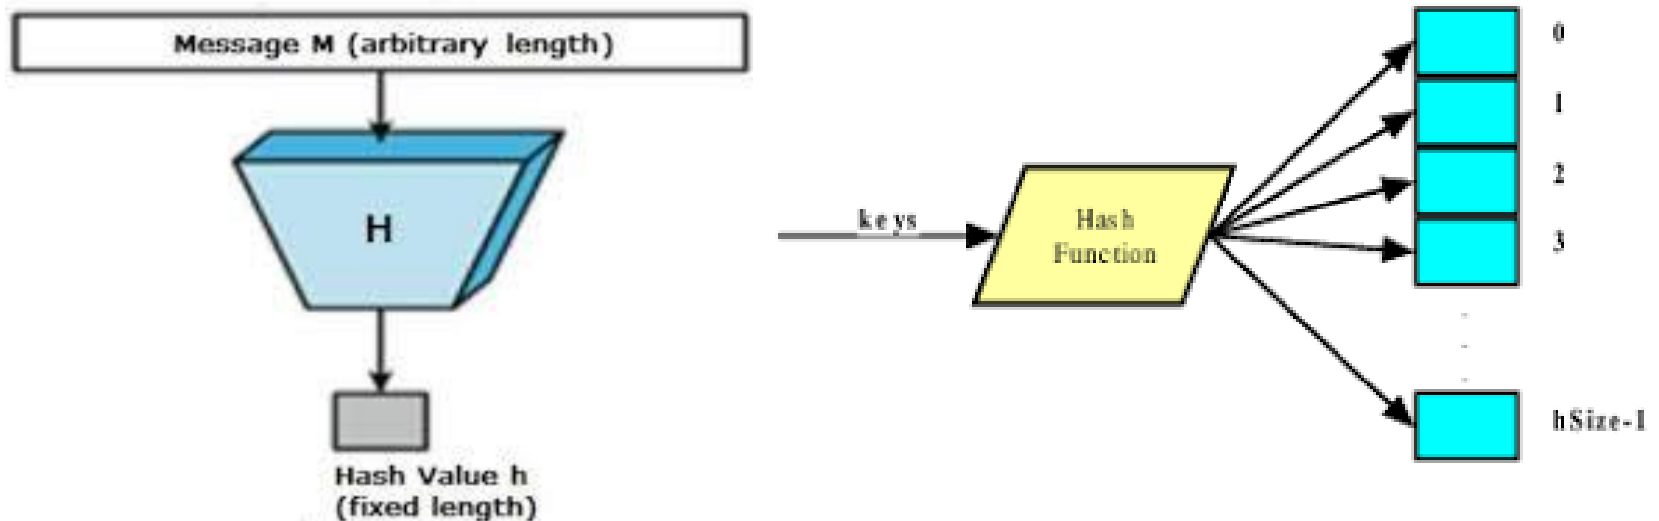 Message M (arbitrary length)
H
Hash Value h
(fixed length)
keys
Hash
Function
0
1
2
3
hSize-1